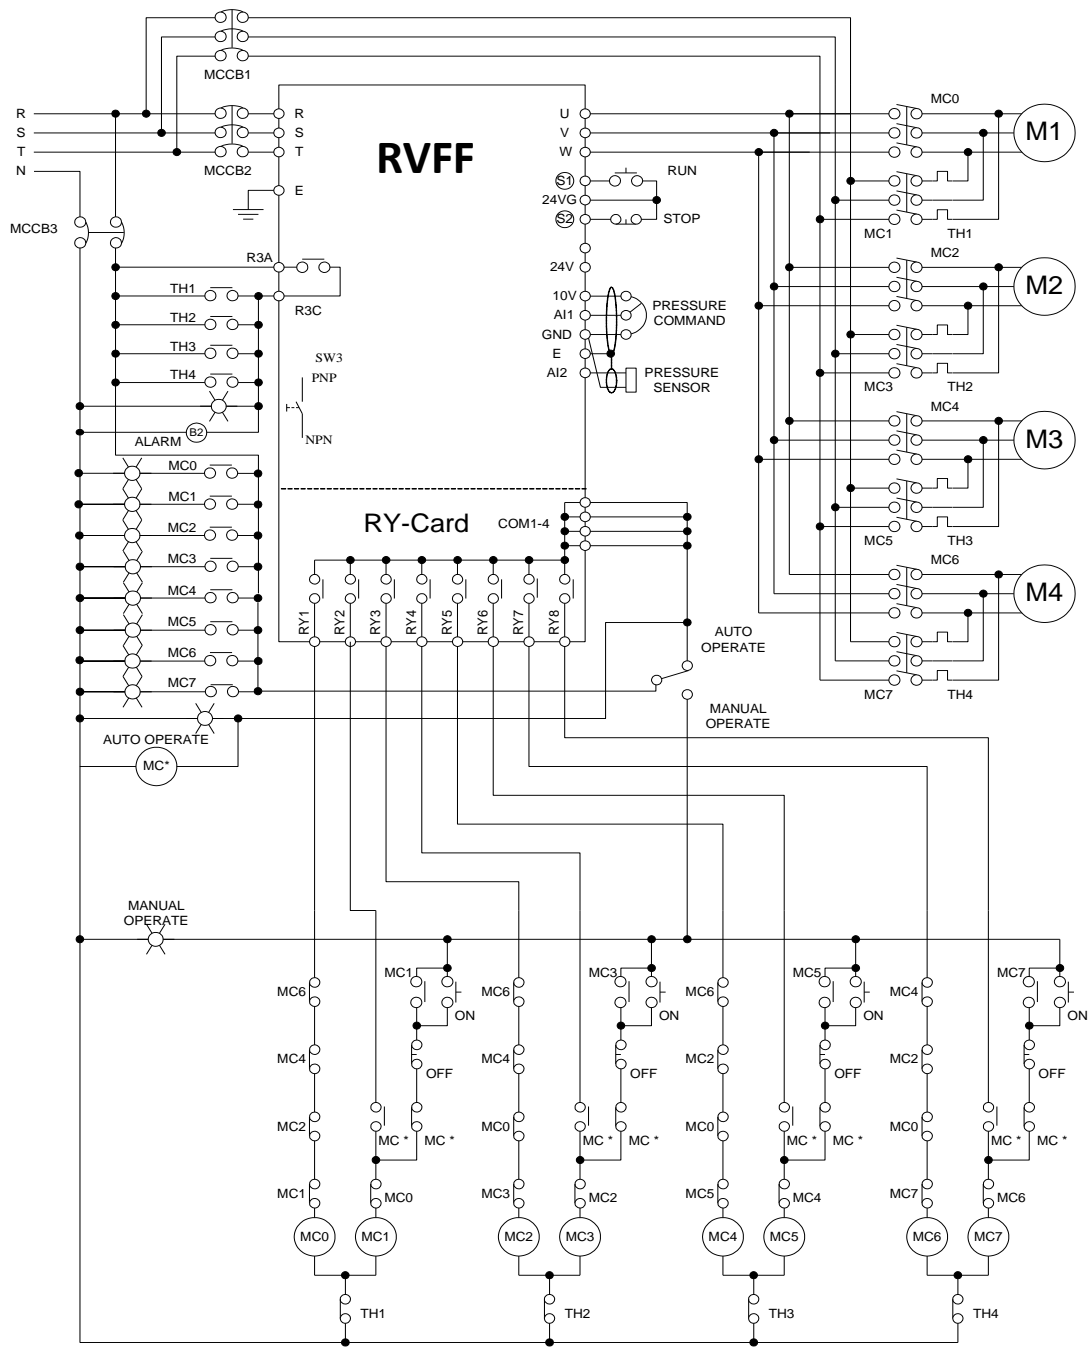 MCCB1
R
S
T
N
MCCB2
R
S
T
E
RVFF
U
V
W
S1
24VG
S2
RUN
STOP
24V
10V
AI1
GND
E
AI2
PRESSURE
COMMAND
PRESSURE
SENSOR
MCCB3
R3A
R3C
TH1
TH2
TH3
TH4
SW3
PNP
NPN
ALARM
B2
MC0
MC1
MC2
MC3
MC4
MC5
MC6
MC7
RY-Card
COM1-4
RY1
RY2
RY3
RY4
RY5
RY6
RY7
RY8
MC0
M1
MC1
TH1
MC2
M2
MC3
TH2
MC4
M3
MC5
TH3
MC6
M4
MC7
TH4
AUTO
OPERATE
MANUAL
OPERATE
AUTO OPERATE
MC*
MANUAL
OPERATE
MC6
MC1
ON
MC6
MC3
ON
MC6
MC5
ON
MC4
MC7
ON
MC4
OFF
MC4
OFF
MC2
OFF
MC2
OFF
MC2
MC *
MC *
MC0
MC *
MC *
MC0
MC *
MC *
MC0
MC *
MC *
MC1
MC0
MC3
MC2
MC5
MC4
MC7
MC6
MC0
MC1
MC2
MC3
MC4
MC5
MC6
MC7
TH1
TH2
TH3
TH4